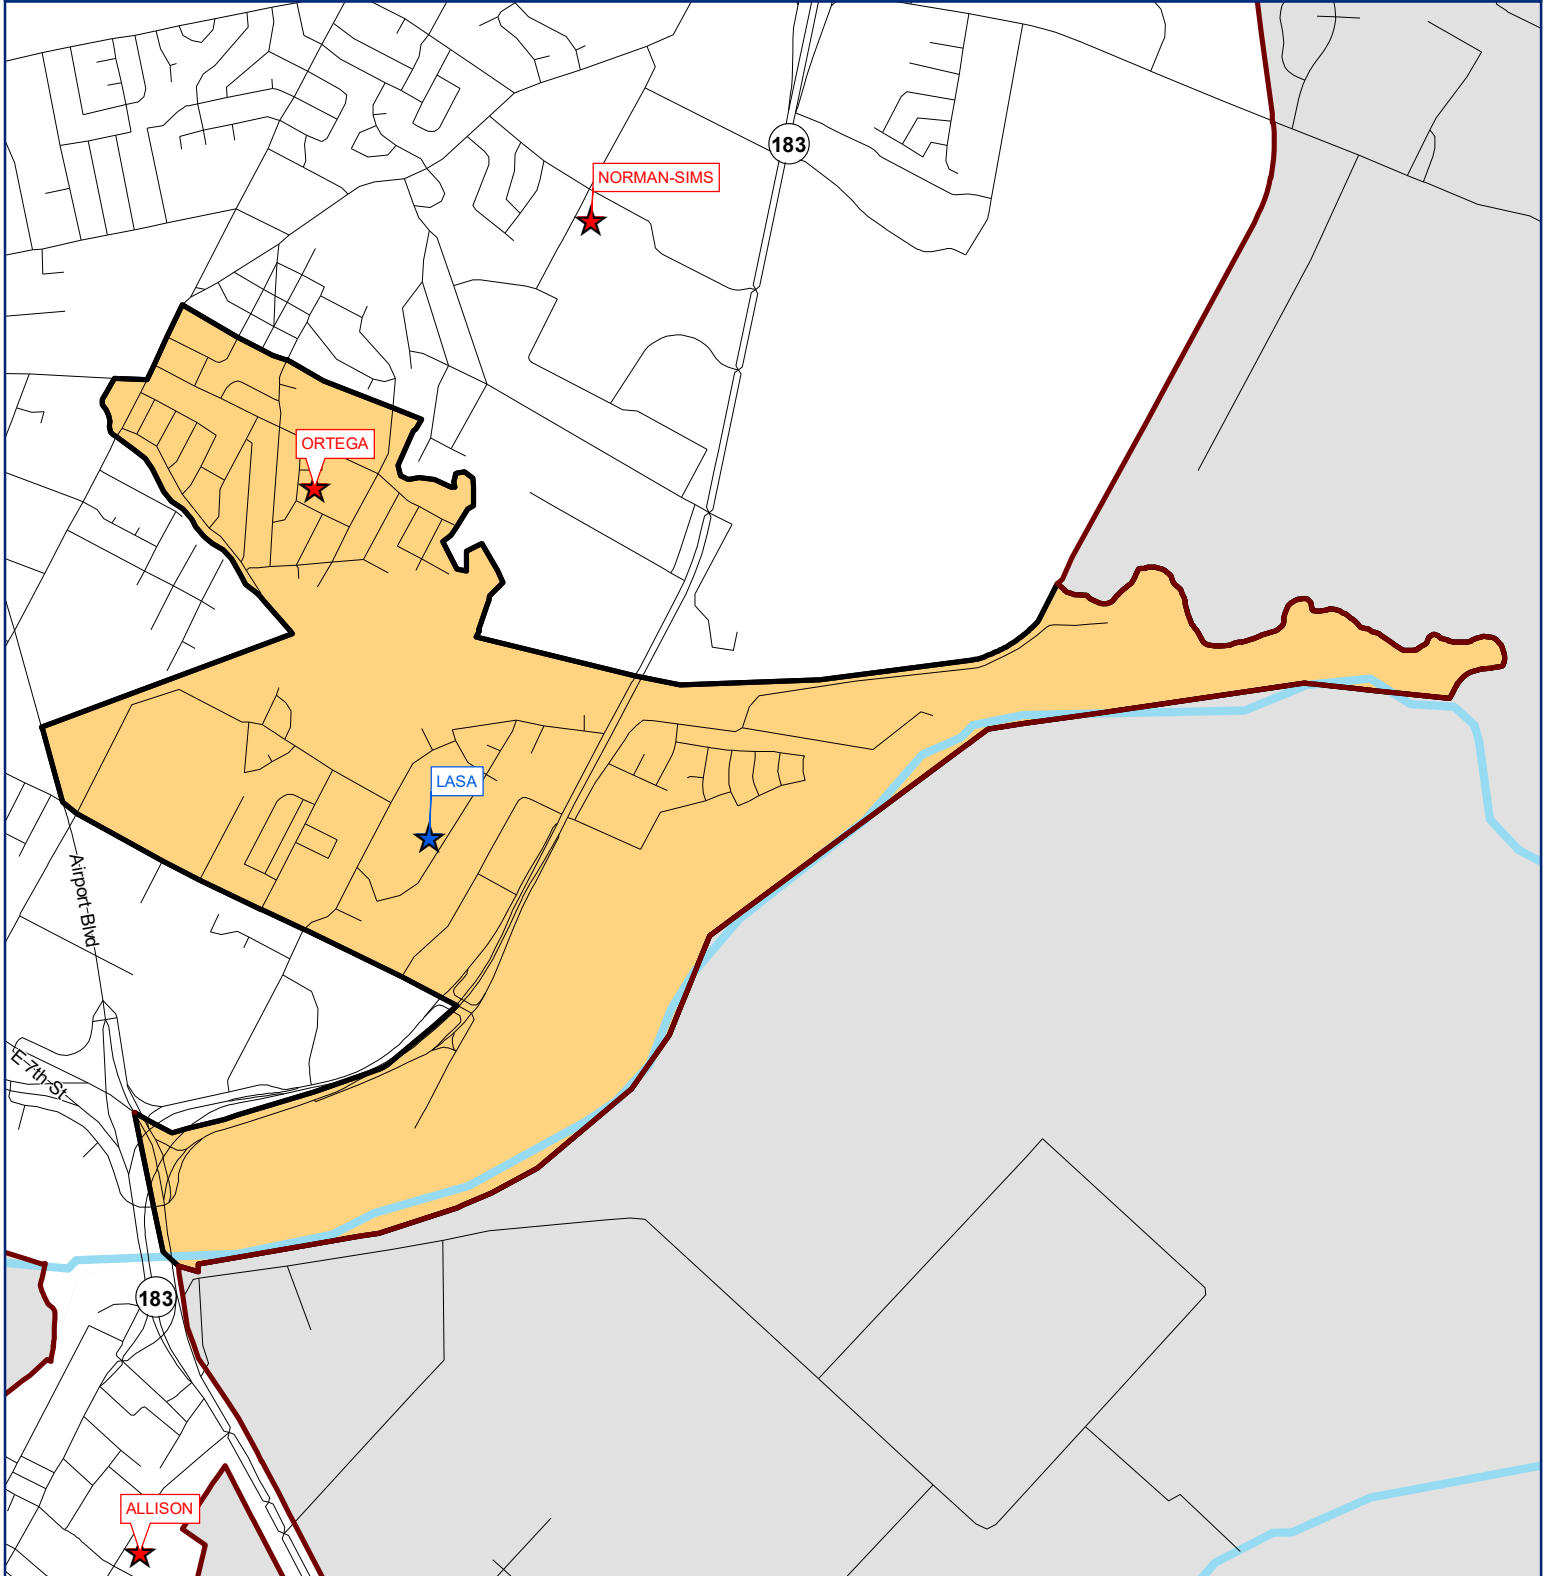 183
NORMAN-SIMS
ORTEGA
LASA
Airport Blvd
E 7th St
183
ALLISON